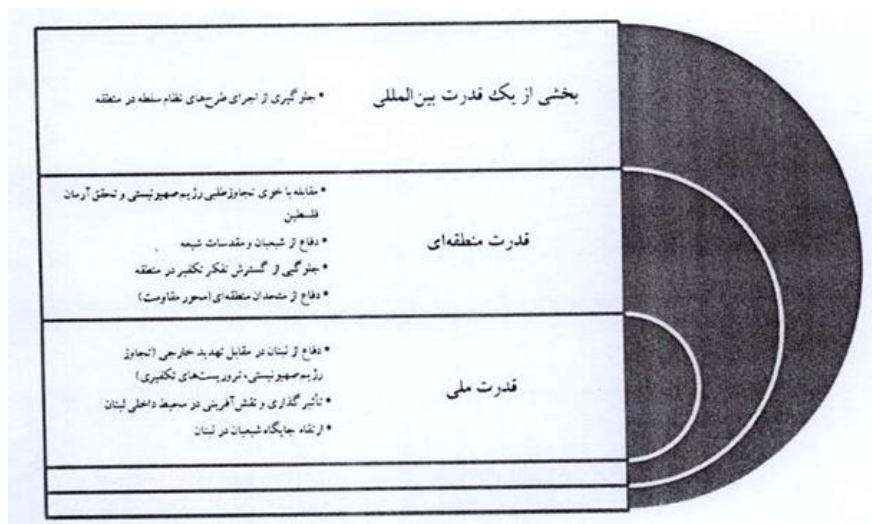 بخشی از یک قدرت بین‌المللی
• جلوگیری از اجرای طرح‌های نظام سلطه در منطقه
قدرت منطقه‌ای
• مقابله با خوی تجاوزطلبی رژیم‌صهیونیستی و تحقق آرمان
فلسطین
• دفاع از شیعیان و مقدسات شیعه
• جلوگیی از گسترش تفکر تکفیر در منطقه
• دفاع از متحدان منطقه‌ای (محور مقاومت)
قدرت ملی
• دفاع از لبنان در مقابل تهدید خارجی (تجاوز
رژیم‌صهیونیستی، تروریست‌های تکفیری)
• تأثیرگذاری و نقش‌آفرینی در محیط داخلی لبنان
• ارتقاء جایگاه شیعیان در لبنان